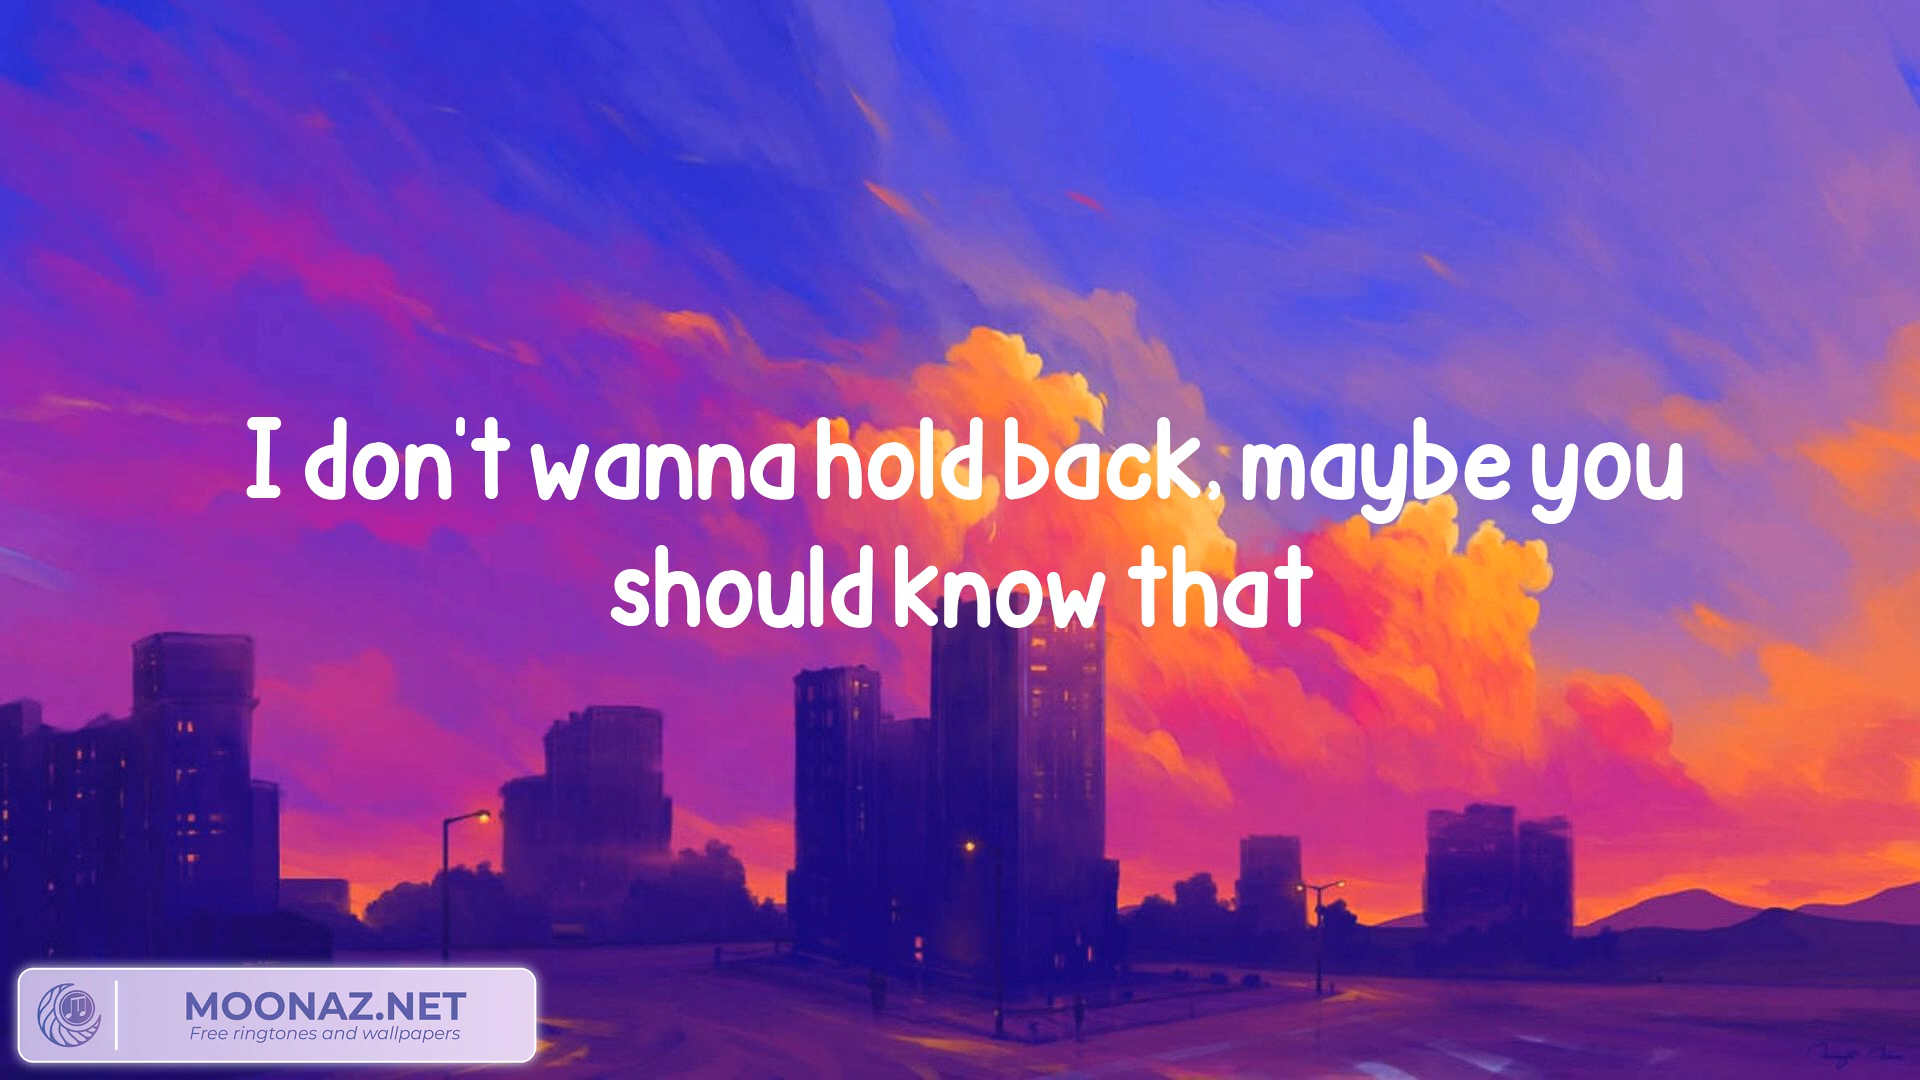 I don't wanna hold back, maybe you
should know that
MOONAZ.NET
Free ringtones and wallpapers